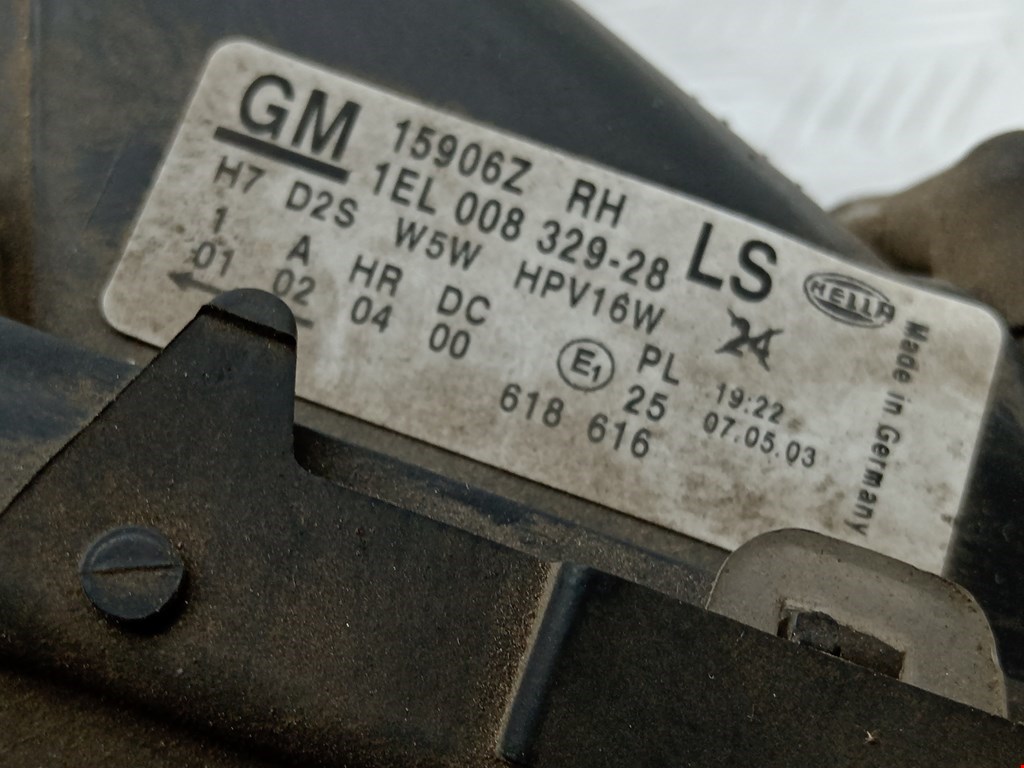 GM 15906Z RH LS
1EL 008 329-28
H7 D2S W5W HPV16W 24
1 A HR DC PL
01 02 04 00 E1 25
618 616
19:22
07.05.03
HELLA
Made in Germany